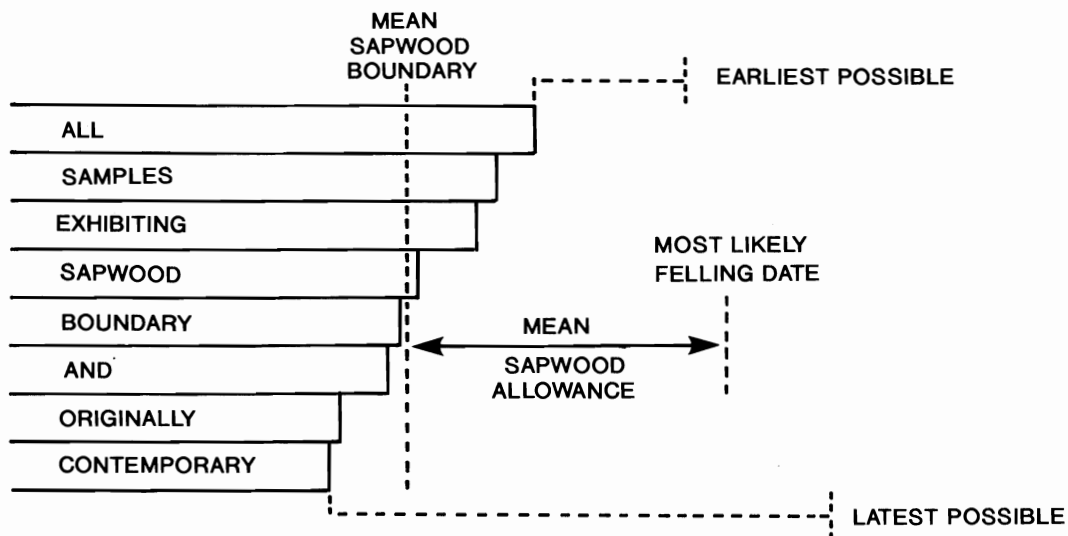 MEAN
SAPWOOD
BOUNDARY
EARLIEST POSSIBLE
ALL
SAMPLES
EXHIBITING
SAPWOOD
BOUNDARY
AND
ORIGINALLY
CONTEMPORARY
MOST LIKELY
FELLING DATE
MEAN
SAPWOOD
ALLOWANCE
LATEST POSSIBLE